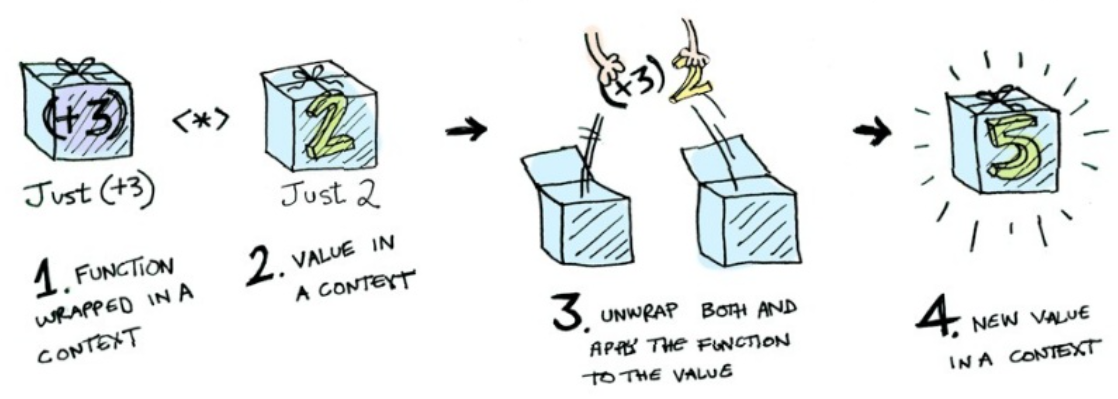 (+3)
<*>
2
Just (+3)
Just 2
1. FUNCTION
WRAPPED IN A
CONTEXT
2. VALUE IN
A CONTEXT
(+3) 2
3. UNWRAP BOTH AND
APPLY THE FUNCTION
TO THE VALUE
5
4. NEW VALUE
IN A CONTEXT